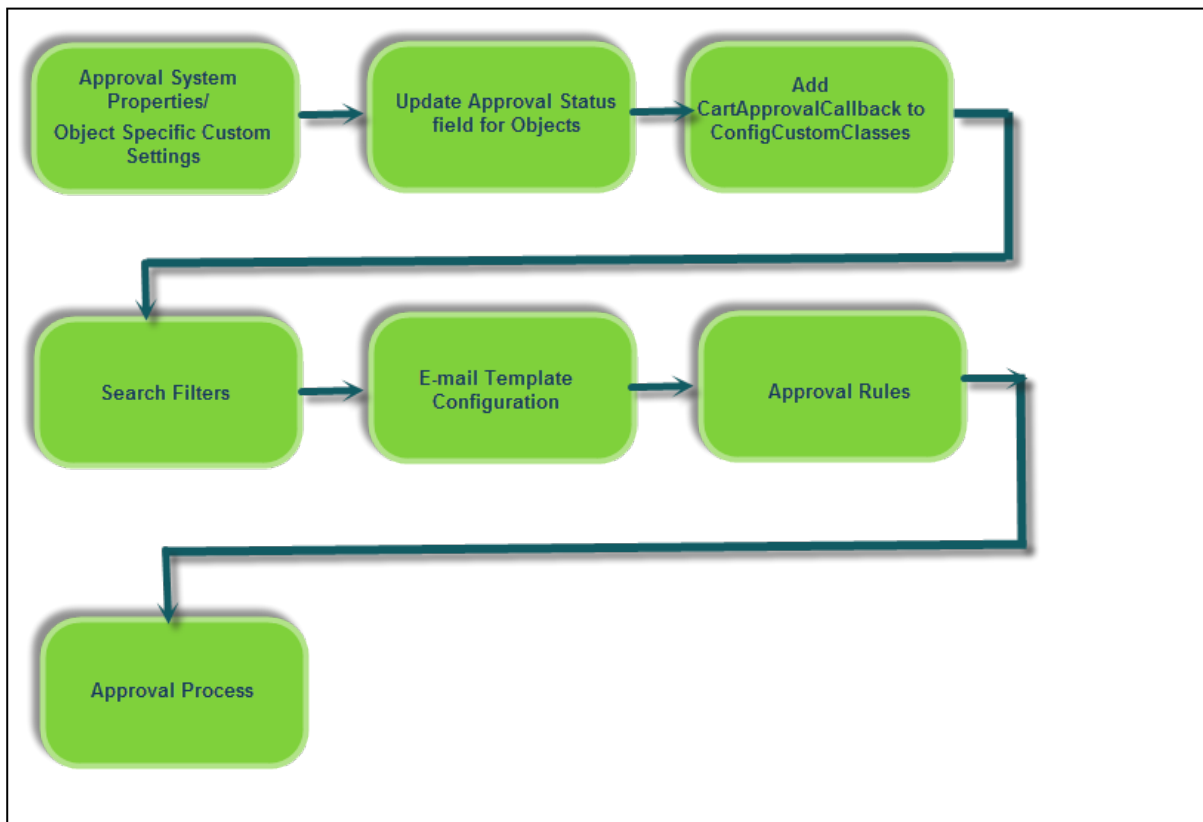 Approval System
Properties/
Object Specific Custom
Settings
Update Approval Status
field for Objects
Add
CartApprovalCallback to
ConfigCustomClasses
Search Filters
E-mail Template
Configuration
Approval Rules
Approval Process